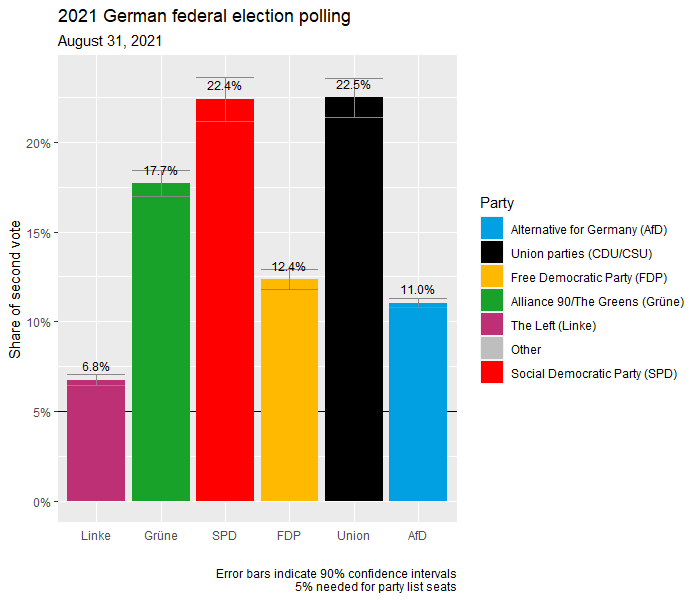 2021 German federal election polling
August 31, 2021
Share of second vote
20%
15%
10%
5%
0%
6.8%
17.7%
22.4%
12.4%
22.5%
11.0%
Linke
Grüne
SPD
FDP
Union
AfD
Party
Alternative for Germany (AfD)
Union parties (CDU/CSU)
Free Democratic Party (FDP)
Alliance 90/The Greens (Grüne)
The Left (Linke)
Other
Social Democratic Party (SPD)
Error bars indicate 90% confidence intervals
5% needed for party list seats